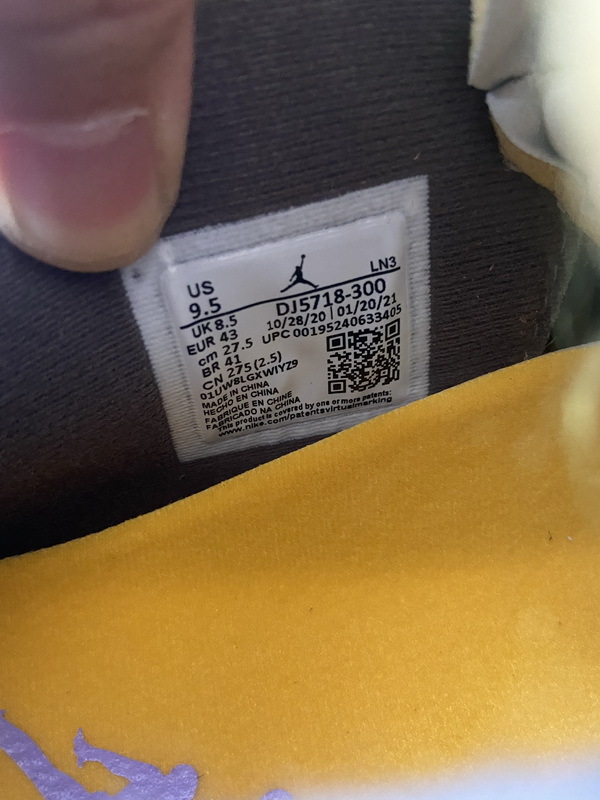 US
9.5
LN3
UK 8.5
DJ5718-300
EUR 43
10/28/20 | 01/20/21
cm 27.5
UPC 00195240633405
BR 41
CN 275 (2.5)
01UW8LGXWIYZ9
MADE IN CHINA
HECHO EN CHINA
FABRIQUE EN CHINE
FABRICADO NA CHINA
This product is covered by one or more patents:
www.nike.com/patentsvirtualmarking